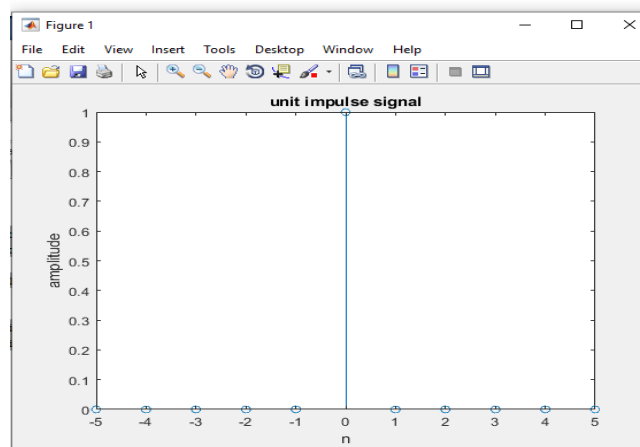 Figure 1
File Edit View Insert Tools Desktop Window Help
unit impulse signal
1
0.9
0.8
0.7
0.6
0.5
0.4
0.3
0.2
0.1
0
amplitude
-5 -4 -3 -2 -1 0 1 2 3 4 5
n